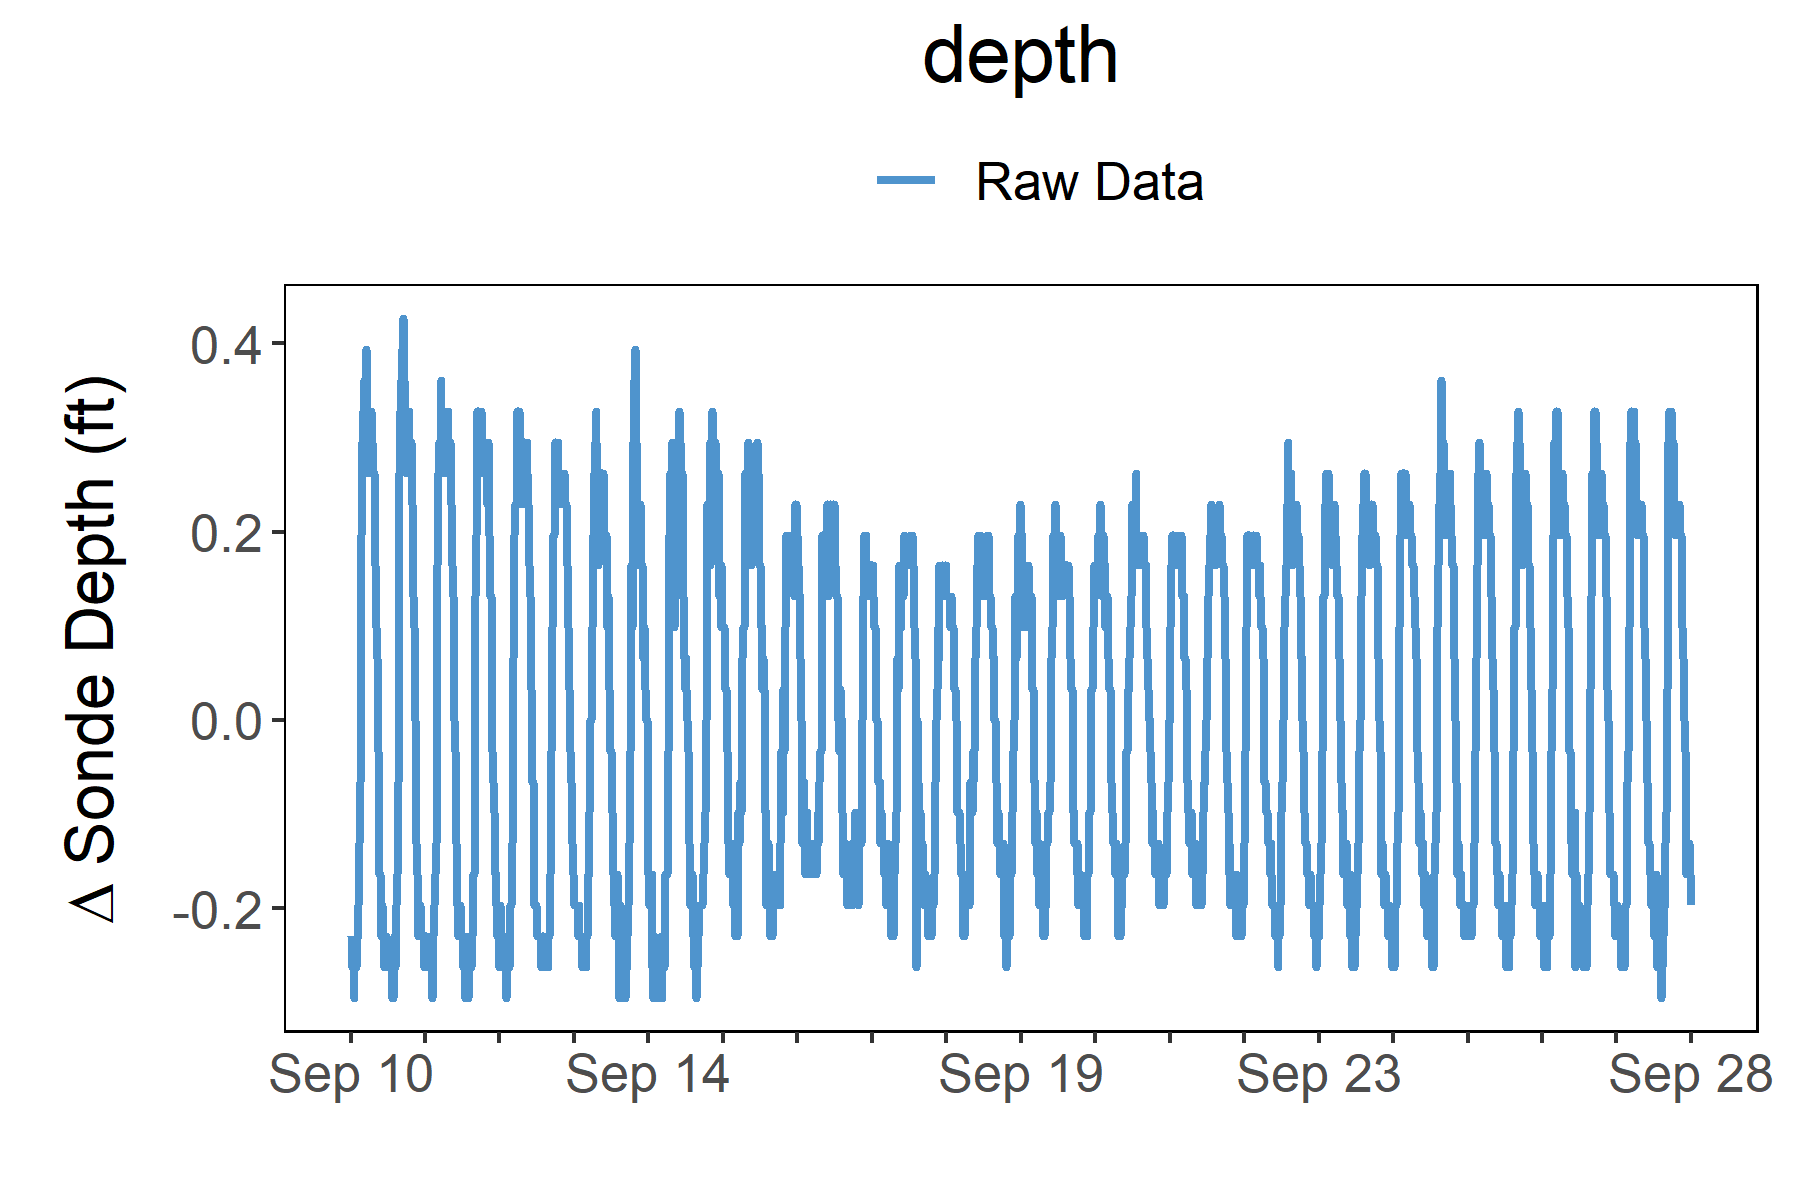 depth
Raw Data
Δ Sonde Depth (ft)
0.4
0.2
0.0
-0.2
Sep 10 Sep 14 Sep 19 Sep 23 Sep 28